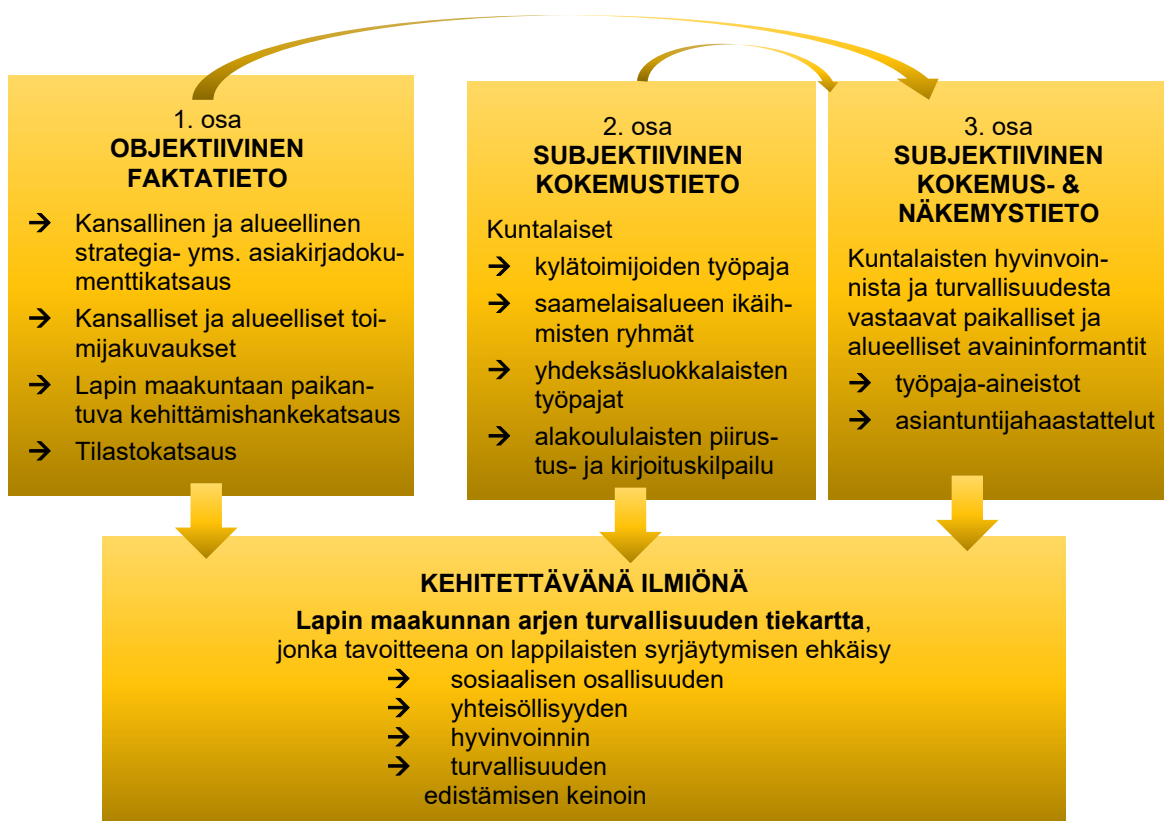 1. osa
OBJEKTIIVINEN
FAKTATIETO
→ Kansallinen ja alueellinen
strategia- yms. asiakirjadoku-
menttikatsaus
→ Kansalliset ja alueelliset toi-
mijakuvaukset
→ Lapin maakuntaan paikan-
tuva kehittämishankekatsaus
→ Tilastokatsaus
2. osa
SUBJEKTIIVINEN
KOKEMUSTIETO
Kuntalaiset
→ kylätoimijoiden työpaja
→ saamelaisalueen ikäih-
misten ryhmät
→ yhdeksäsluokkalaisten
työpajat
→ alakoululaisten piirus-
tus- ja kirjoituskilpailu
3. osa
SUBJEKTIIVINEN
KOKEMUS- &
NÄKEMYSTIETO
Kuntalaisten hyvinvoin-
nista ja turvallisuudesta
vastaavat paikalliset ja
alueelliset avaininformantit
→ työpaja-aineistot
→ asiantuntijahaastattelut
KEHITETTÄVÄNÄ ILMIÖNÄ
Lapin maakunnan arjen turvallisuuden tiekartta,
jonka tavoitteena on lappilaisten syrjäytymisen ehkäisy
→ sosiaalisen osallisuuden
→ yhteisöllisyyden
→ hyvinvoinnin
→ turvallisuuden
edistämisen keinoin